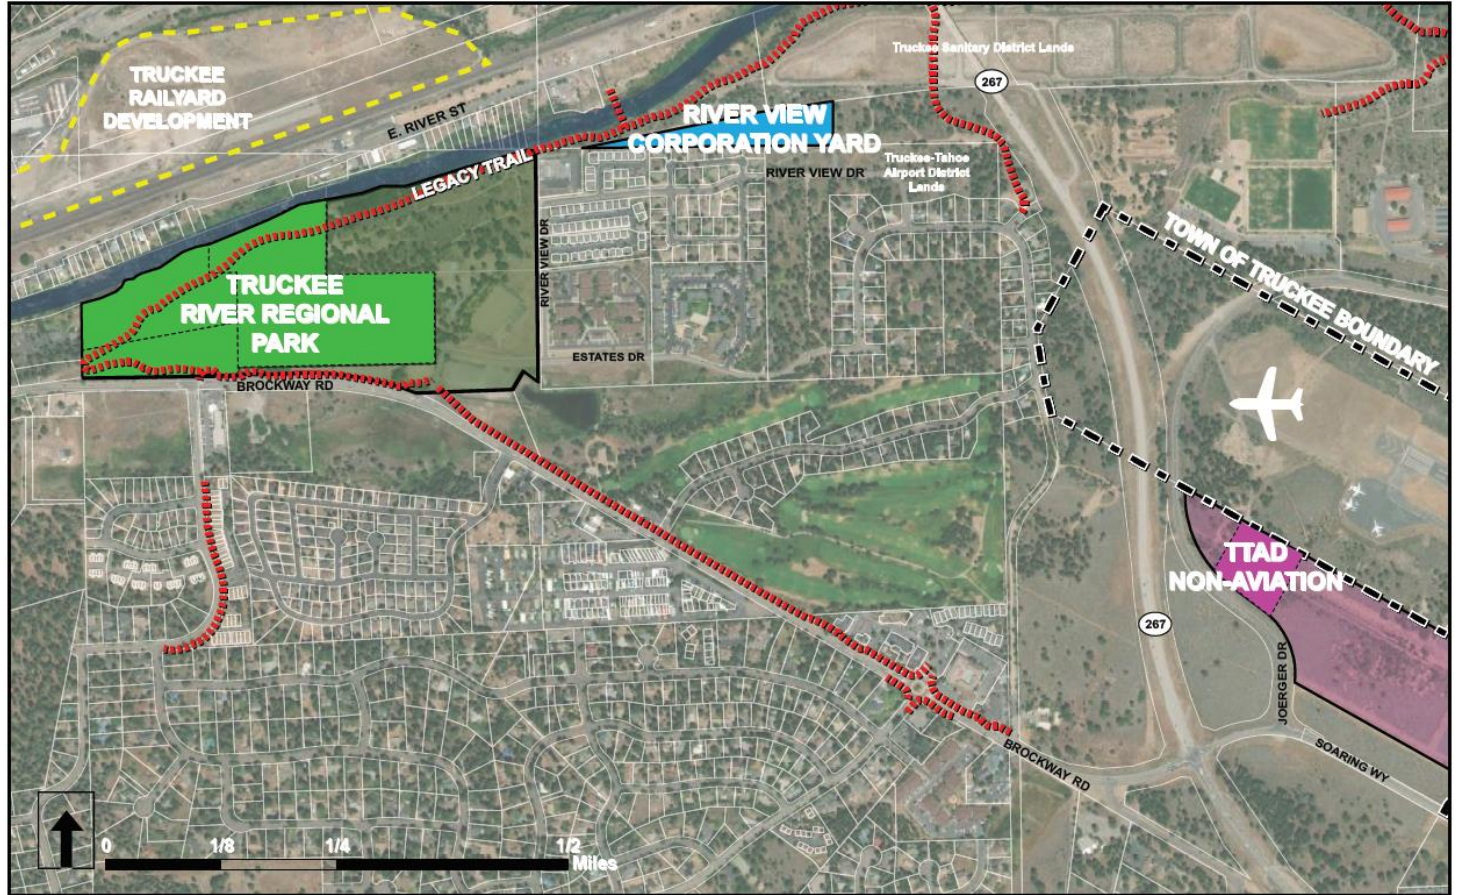 TRUCKEE
RAILYARD
DEVELOPMENT
E. RIVER ST
LEGACY TRAIL
RIVER VIEW
CORPORATION YARD
RIVER VIEW DR
Truckee Sanitary District Lands
267
Truckee-Tahoe
Airport District
Lands
TOWN OF TRUCKEE BOUNDARY
TRUCKEE
RIVER REGIONAL
PARK
RIVER VIEW DR
ESTATES DR
BROCKWAY RD
TTAD
NON-AVIATION
267
JOERGER DR
SOARING WY
BROCKWAY RD
0 1/8 1/4 1/2
Miles